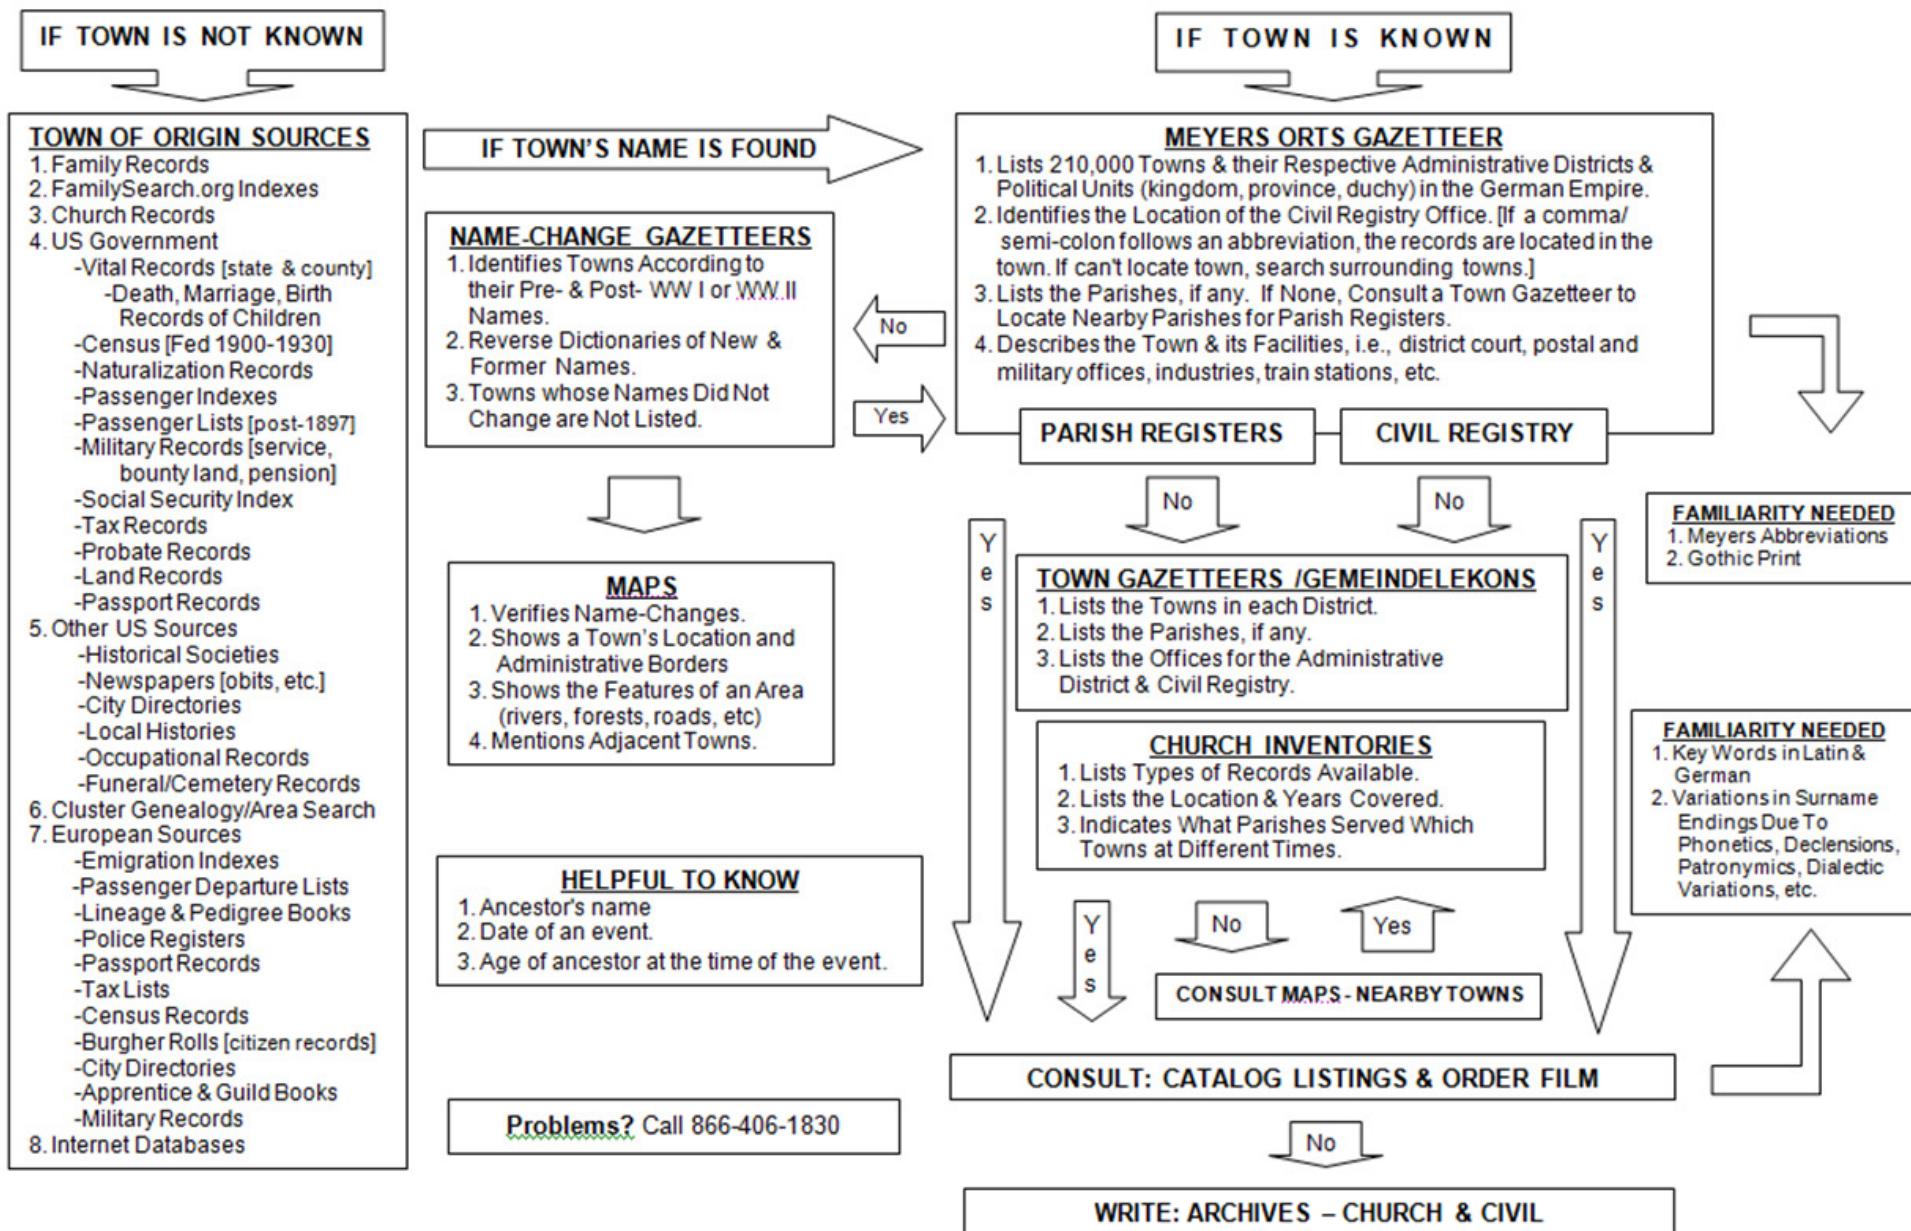 IF TOWN IS NOT KNOWN
TOWN OF ORIGIN SOURCES
1. Family Records
2. FamilySearch.org Indexes
3. Church Records
4. US Government
-Vital Records [state & county]
-Death, Marriage, Birth
Records of Children
-Census [Fed 1900-1930]
-Naturalization Records
-Passenger Indexes
-Passenger Lists [post-1897]
-Military Records [service,
bounty land, pension]
-Social Security Index
-Tax Records
-Probate Records
-Land Records
-Passport Records
5. Other US Sources
-Historical Societies
-Newspapers [obits, etc.]
-City Directories
-Local Histories
-Occupational Records
-Funeral/Cemetery Records
6. Cluster Genealogy/Area Search
7. European Sources
-Emigration Indexes
-Passenger Departure Lists
-Lineage & Pedigree Books
-Police Registers
-Passport Records
-Tax Lists
-Census Records
-Burgher Rolls [citizen records]
-City Directories
-Apprentice & Guild Books
-Military Records
8. Internet Databases
IF TOWN'S NAME IS FOUND
NAME-CHANGE GAZETTEERS
1. Identifies Towns According to
their Pre- & Post- WW I or WW II
Names.
2. Reverse Dictionaries of New &
Former Names.
3. Towns whose Names Did Not
Change are Not Listed.
No
Yes
MAPS
1. Verifies Name-Changes.
2. Shows a Town's Location and
Administrative Borders
3. Shows the Features of an Area
(rivers, forests, roads, etc)
4. Mentions Adjacent Towns.
HELPFUL TO KNOW
1. Ancestor's name
2. Date of an event.
3. Age of ancestor at the time of the event.
Problems? Call 866-406-1830
IF TOWN IS KNOWN
MEYERS ORTS GAZETTEER
1. Lists 210,000 Towns & their Respective Administrative Districts &
Political Units (kingdom, province, duchy) in the German Empire.
2. Identifies the Location of the Civil Registry Office. [If a comma/
semi-colon follows an abbreviation, the records are located in the
town. If can't locate town, search surrounding towns.]
3. Lists the Parishes, if any. If None, Consult a Town Gazetteer to
Locate Nearby Parishes for Parish Registers.
4. Describes the Town & its Facilities, i.e., district court, postal and
military offices, industries, train stations, etc.
PARISH REGISTERS
CIVIL REGISTRY
No
No
Yes
Yes
TOWN GAZETTEERS /GEMEINDELEKONS
1. Lists the Towns in each District.
2. Lists the Parishes, if any.
3. Lists the Offices for the Administrative
District & Civil Registry.
CHURCH INVENTORIES
1. Lists Types of Records Available.
2. Lists the Location & Years Covered.
3. Indicates What Parishes Served Which
Towns at Different Times.
Yes
No
Yes
CONSULT MAPS - NEARBY TOWNS
CONSULT: CATALOG LISTINGS & ORDER FILM
No
WRITE: ARCHIVES – CHURCH & CIVIL
FAMILIARITY NEEDED
1. Meyers Abbreviations
2. Gothic Print
FAMILIARITY NEEDED
1. Key Words in Latin &
German
2. Variations in Surname
Endings Due To
Phonetics, Declensions,
Patronymics, Dialectic
Variations, etc.